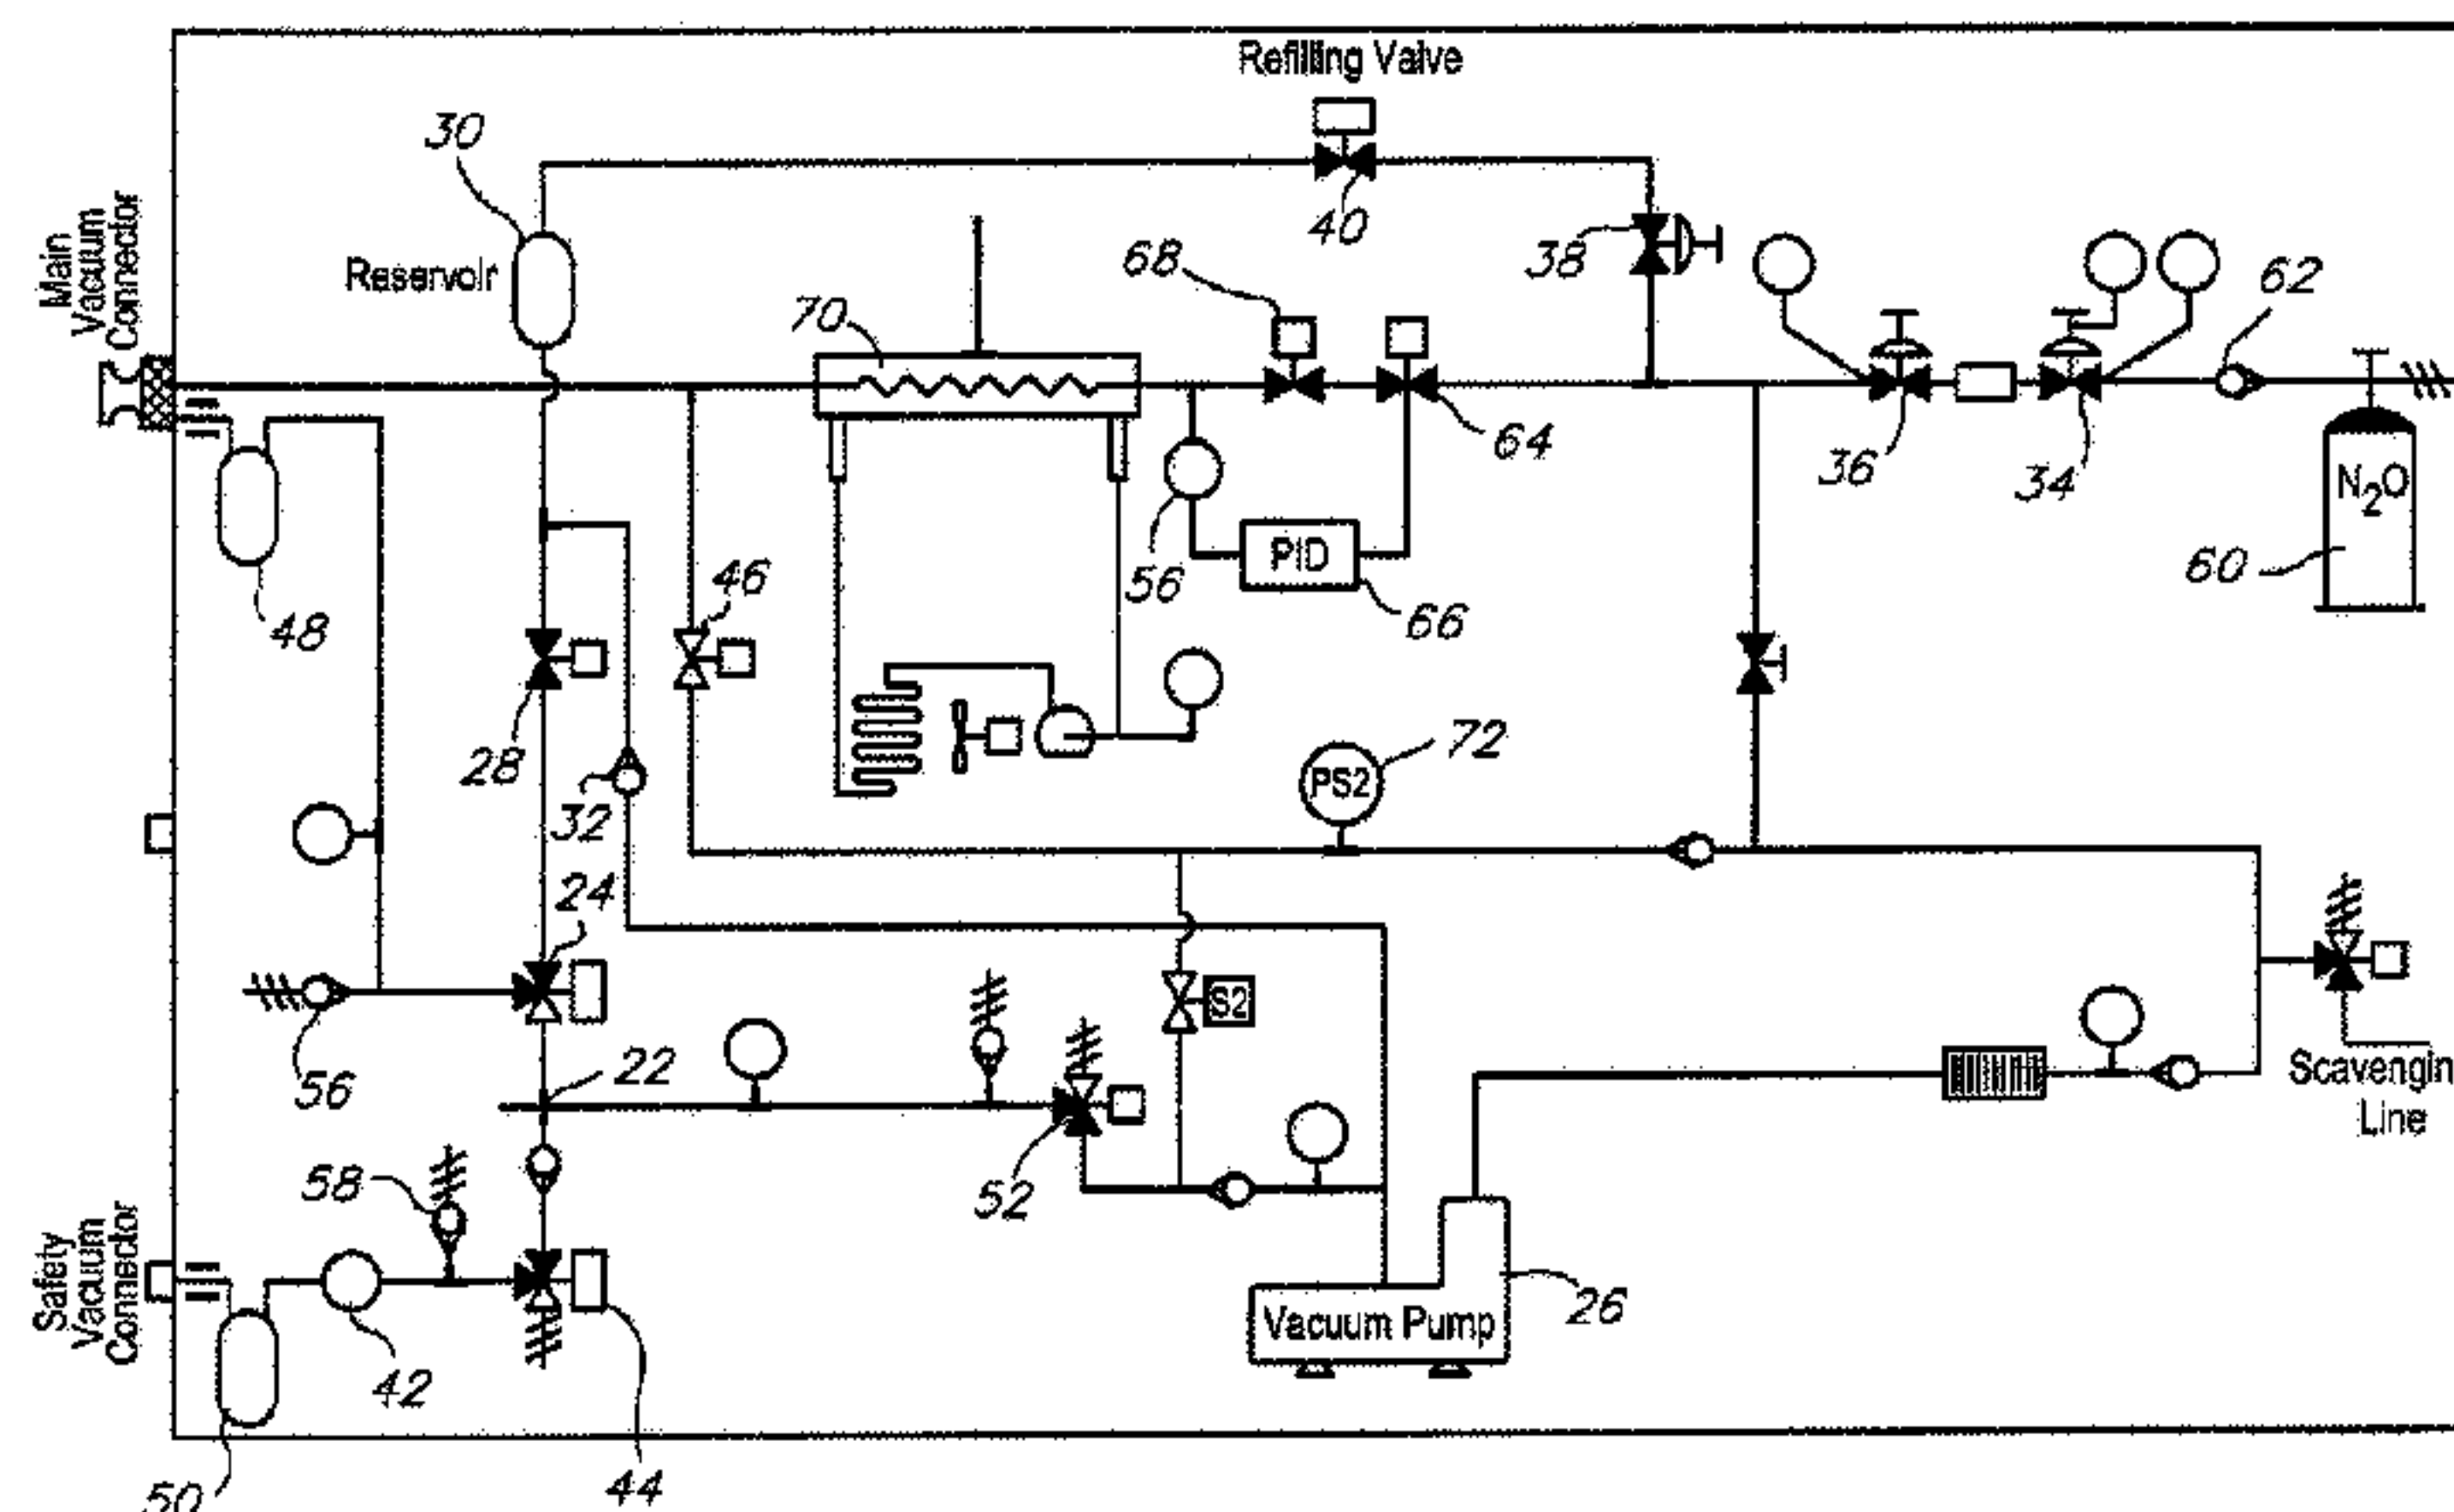 Refilling Valve
30
40
Main
Vacuum
Connector
Reservoir
68
38
62
70
64
36
34
N2O
56
PID
60
66
48
46
28
32
72
PS2
24
S2
56
22
58
52
Scavengin
Line
Safety
Vacuum
Connector
42
Vacuum Pump
26
50
44